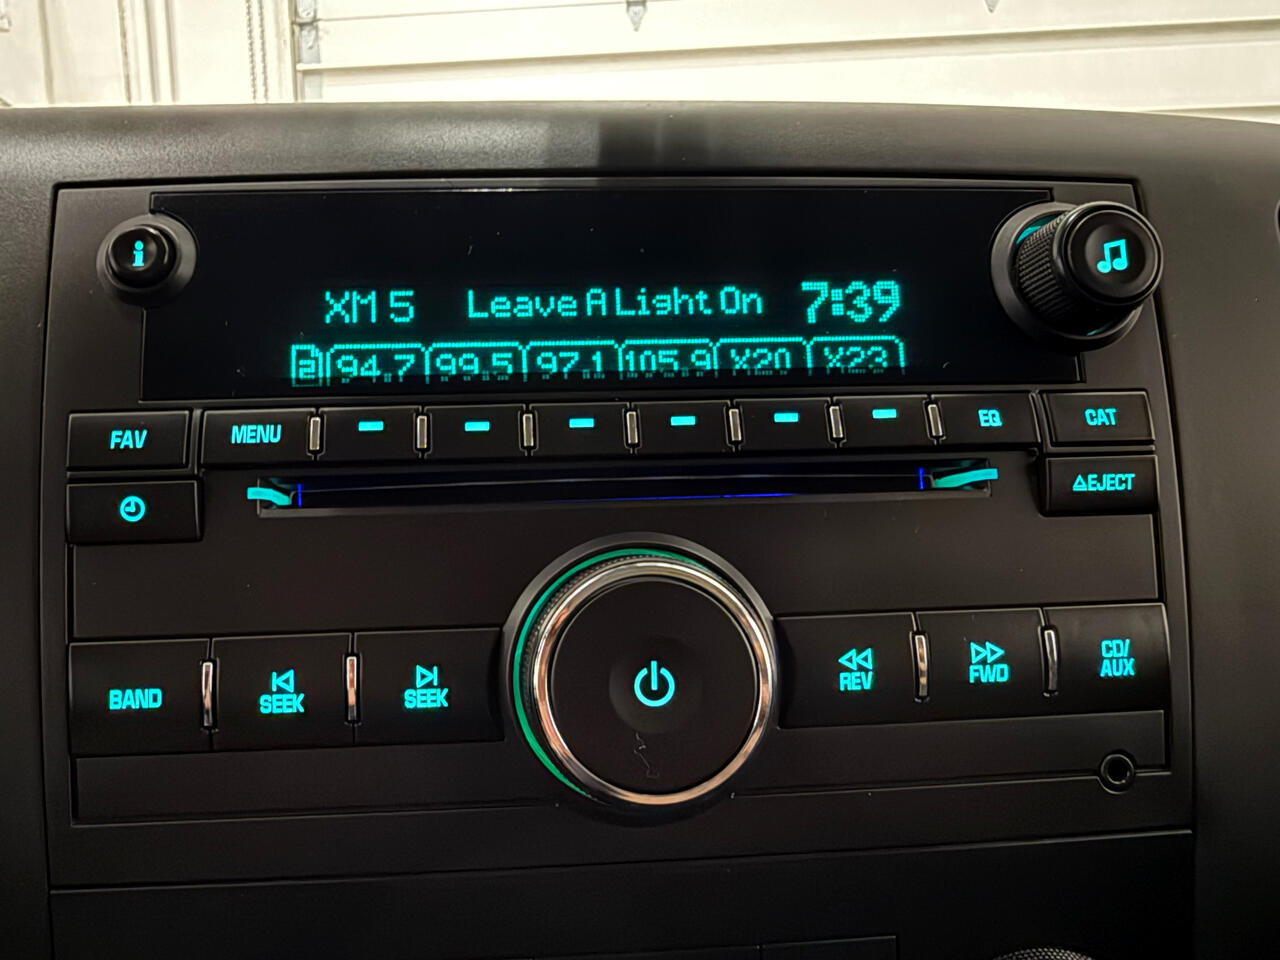 i
XM 5 Leave A Light On 7:39
2 94.7 99.5 97.1 105.9 X20 X23
FAV MENU EQ CAT
EJECT
BAND SEEK SEEK REV FWD CD/
AUX